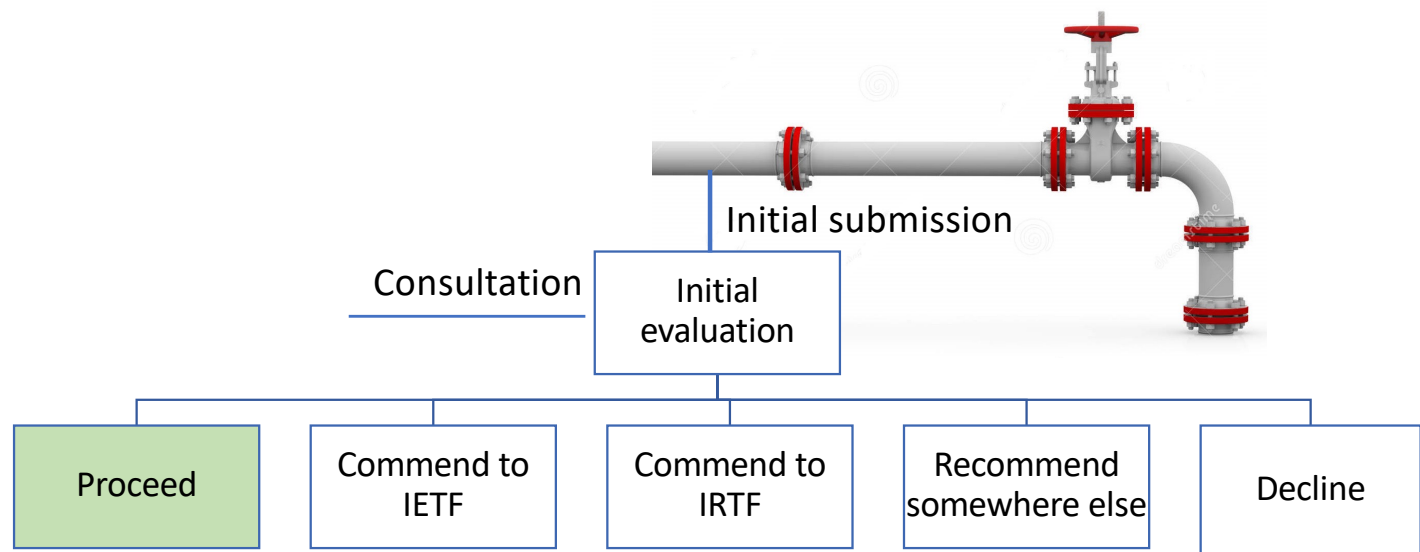 Initial submission
Consultation
Initial
evaluation
Proceed
Commend to
IETF
Commend to
IRTF
Recommend
somewhere else
Decline